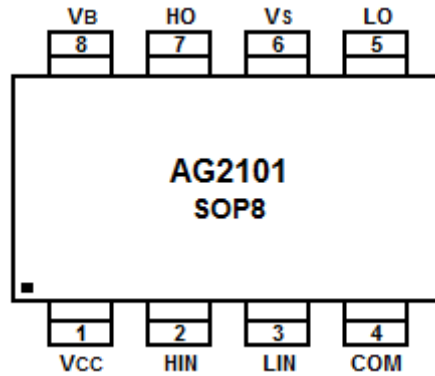 VB HO VS LO
8 7 6 5
AG2101
SOP8
1 2 3 4
VCC HIN LIN COM